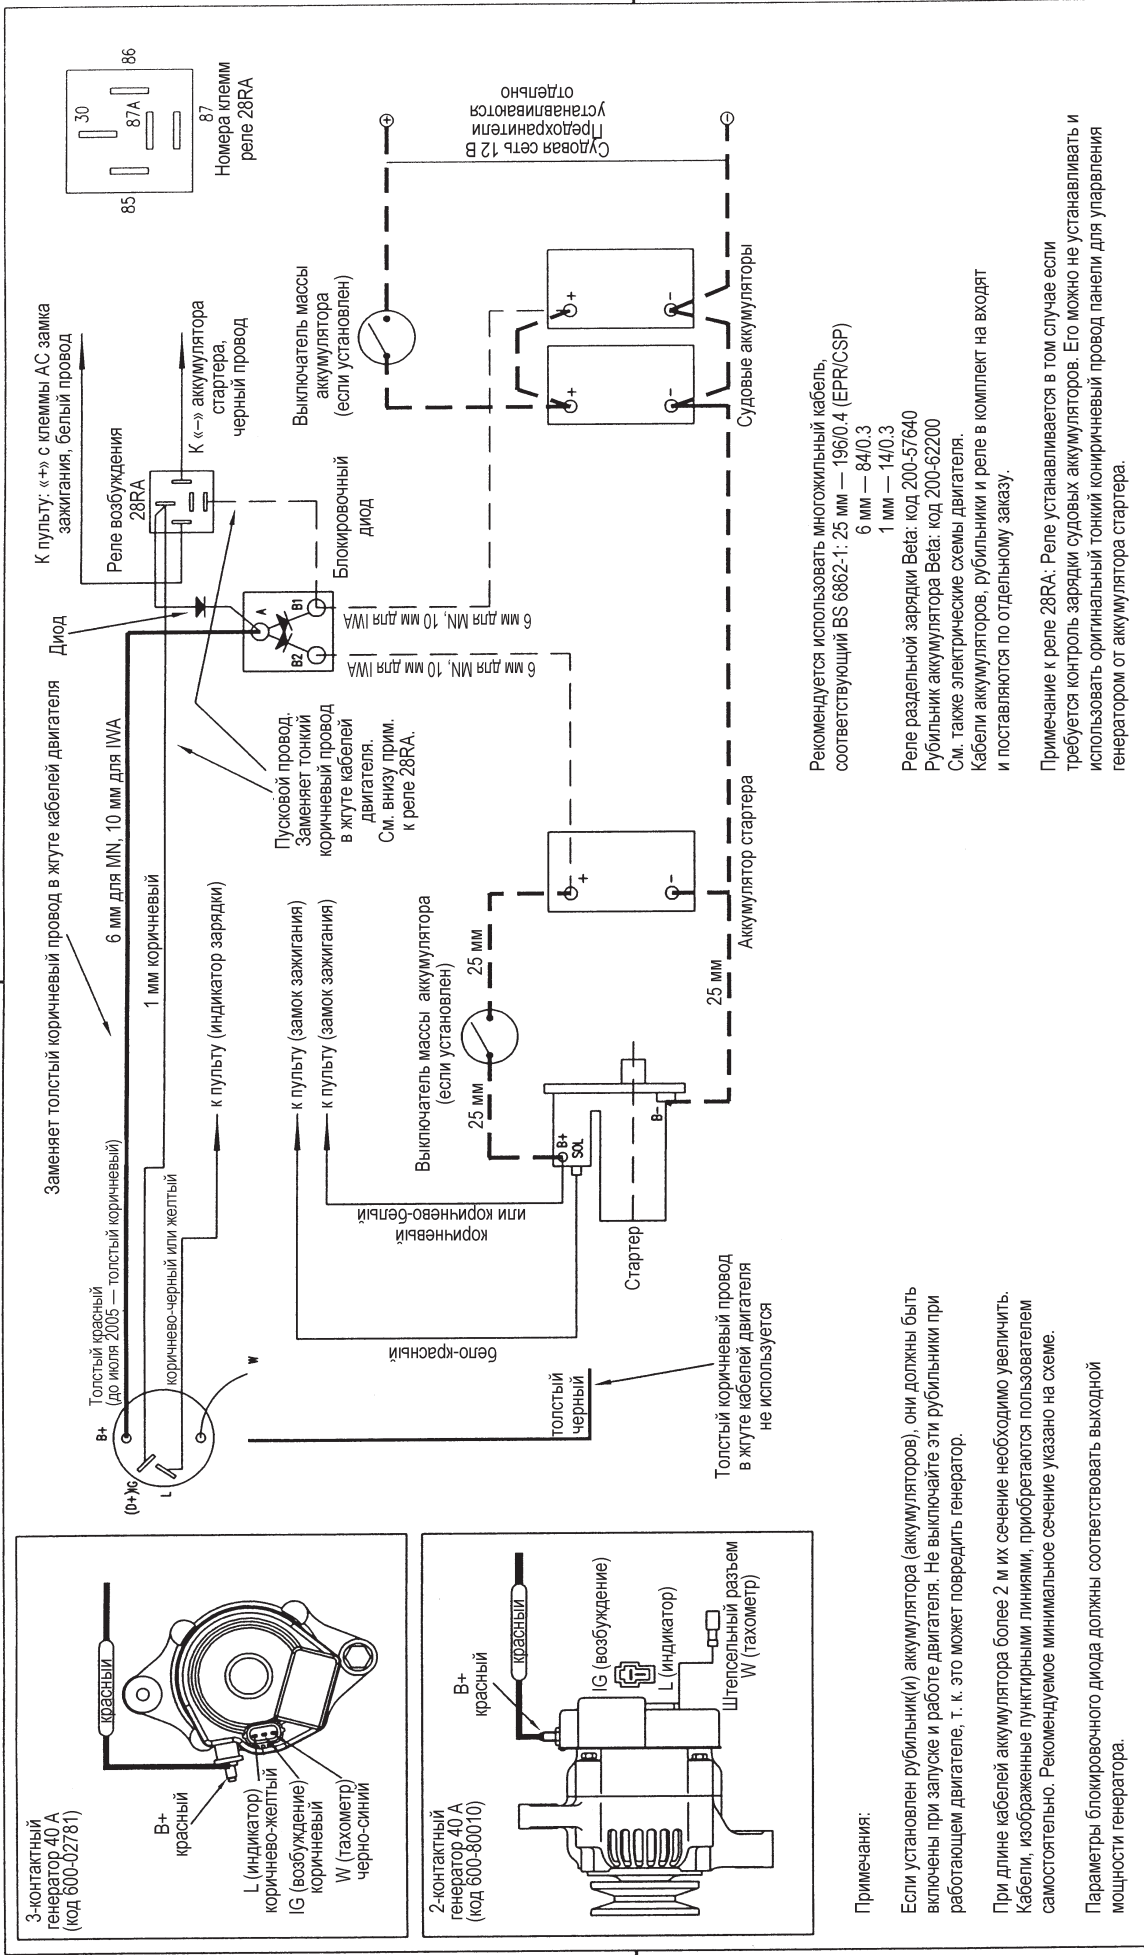 3-контактный
генератор 40 А
(код 600-02781)
красный
B+
красный
L (индикатор)
коричнево-желтый
IG (возбуждение)
коричневый
W (тахометр)
черно-синий
2-контактный
генератор 40 А
(код 600-80010)
B+
красный
красный
IG (возбуждение)
L (индикатор)
Штепсельный разъем
W (тахометр)
Заменяет толстый коричневый провод в жгуте кабелей двигателя
Толстый красный
(до июля 2005 — толстый коричневый)
B+
(D+)IG
L
W
6 мм для MN, 10 мм для IWA
1 мм коричневый
коричнево-черный или желтый
к пульту (индикатор зарядки)
к пульту (замок зажигания)
к пульту (замок зажигания)
бело-красный
коричневый
или коричнево-белый
толстый
черный
Толстый коричневый провод
в жгуте кабелей двигателя
не используется
Пусковой провод.
Заменяет тонкий
коричневый провод
в жгуте кабелей
двигателя.
См. внизу прим.
к реле 28RA.
Диод
К пульту: «+» с клеммы АС замка
зажигания, белый провод
Реле возбуждения
28RA
К «–» аккумулятора
стартера,
черный провод
A
B1
B2
Блокировочный
диод
6 мм для MN, 10 мм для IWA
6 мм для MN, 10 мм для IWA
30
86
87A
85
87
Номера клемм
реле 28RA
Выключатель массы
аккумулятора
(если установлен)
Судовая сеть 12 В
Предохранители
устанавливаются
отдельно
+
-
+
-
+
-
Судовые аккумуляторы
Выключатель массы аккумулятора
(если установлен)
25 мм
25 мм
+
-
Аккумулятор стартера
25 мм
B+
SOL
B-
Стартер
Примечания:
Если установлен рубильник(и) аккумулятора (аккумуляторов), они должны быть
включены при запуске и работе двигателя. Не выключайте эти рубильники при
работающем двигателе, т. к. это может повредить генератор.
При длине кабелей аккумулятора более 2 м их сечение необходимо увеличить.
Кабели, изображенные пунктирными линиями, приобретаются пользователем
самостоятельно. Рекомендуемое минимальное сечение указано на схеме.
Параметры блокировочного диода должны соответствовать выходной
мощности генератора.
Рекомендуется использовать многожильный кабель,
соответствующий BS 6862-1: 25 мм — 196/0.4 (EPR/CSP)
6 мм — 84/0.3
1 мм — 14/0.3
Реле раздельной зарядки Beta: код 200-57640
Рубильник аккумулятора Beta: код 200-62200
См. также электрические схемы двигателя.
Кабели аккумуляторов, рубильники и реле в комплект на входят
и поставляются по отдельному заказу.
Примечание к реле 28RA: Реле устанавливается в том случае если
требуется контроль зарядки судовых аккумуляторов. Его можно не устанавливать и
использовать оригинальный тонкий кониричневый провод панели для упарвления
генератором от аккумулятора стартера.